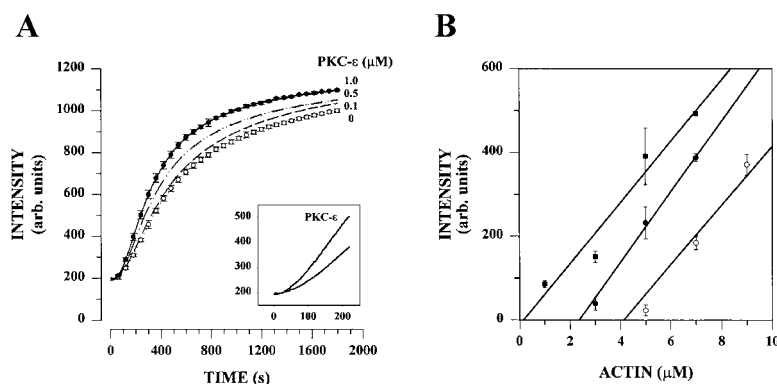 A
PKC-ε (μM)
1.0
0.5
0.1
0
1200
1000
800
600
400
200
0
INTENSITY
(arb. units)
500
400
300
200
PKC-ε
0 100 200
0 400 800 1200 1600 2000
TIME (s)
B
600
400
200
0
INTENSITY
(arb. units)
0 2 4 6 8 10
ACTIN (μM)